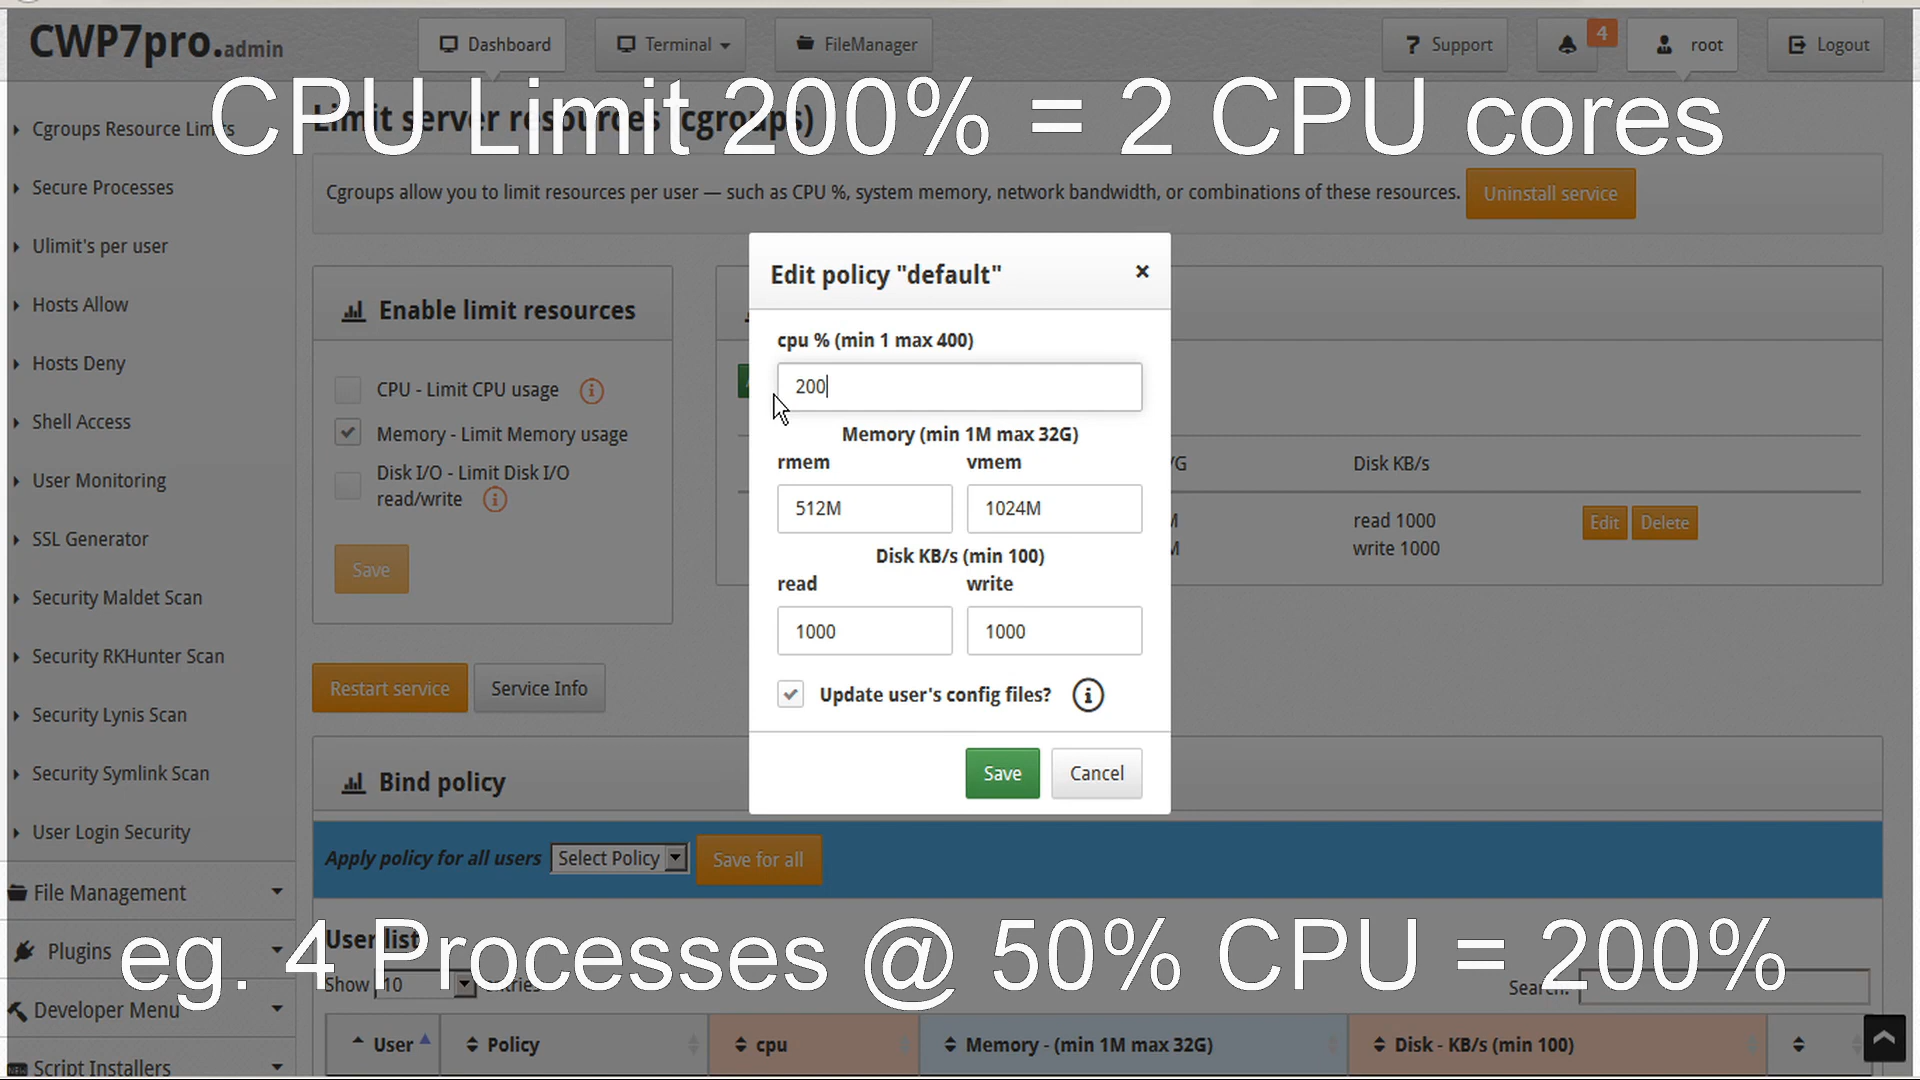 CWP7pro.admin
Dashboard
Terminal
FileManager
? Support
4
root
Logout
CPU Limit 200% = 2 CPU cores
Limit server resources (cgroups)
Cgroups allow you to limit resources per user — such as CPU %, system memory, network bandwidth, or combinations of these resources.
Uninstall service
Cgroups Resource Limits
Secure Processes
Ulimit's per user
Hosts Allow
Hosts Deny
Shell Access
User Monitoring
SSL Generator
Security Maldet Scan
Security RKHunter Scan
Security Lynis Scan
Security Symlink Scan
User Login Security
File Management
Plugins
Developer Menu
Script Installers
Enable limit resources
CPU - Limit CPU usage
Memory - Limit Memory usage
Disk I/O - Limit Disk I/O
read/write
Save
Restart service
Service Info
Edit policy "default"
×
cpu % (min 1 max 400)
200
Memory (min 1M max 32G)
rmem
vmem
512M
1024M
Disk KB/s (min 100)
read
write
1000
1000
Update user's config files?
Save
Cancel
/G
Disk KB/s
read 1000
write 1000
Edit
Delete
Bind policy
Apply policy for all users
Select Policy
Save for all
User list
eg. 4 Processes @ 50% CPU = 200%
Show
10
entries
Search:
User
Policy
cpu
Memory - (min 1M max 32G)
Disk - KB/s (min 100)